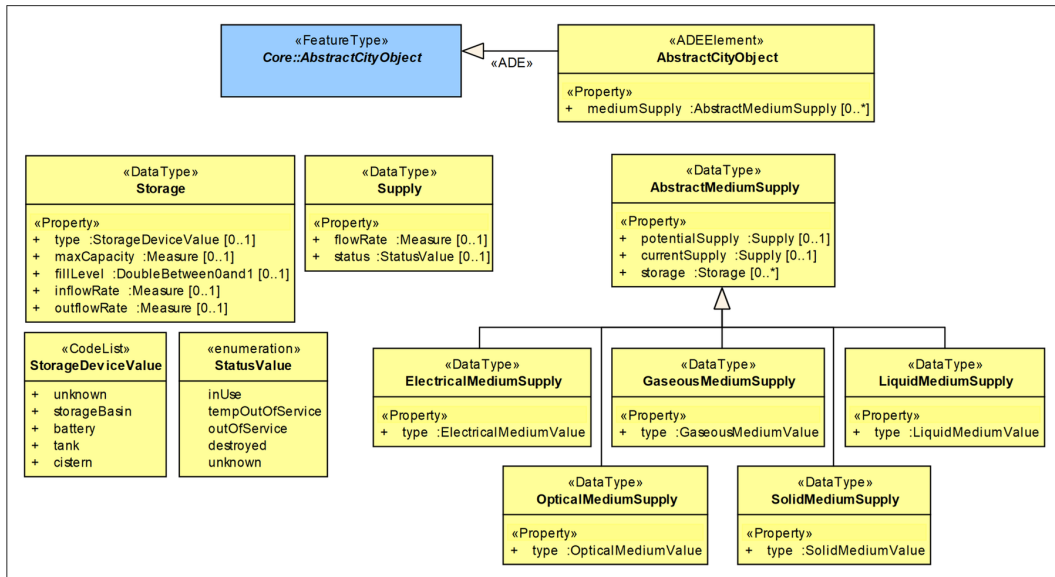 «FeatureType»
Core::AbstractCityObject
«ADE»
«ADEElement»
AbstractCityObject
«Property»
+ mediumSupply :AbstractMediumSupply [0..*]
«DataType»
Storage
«Property»
+ type :StorageDeviceValue [0..1]
+ maxCapacity :Measure [0..1]
+ fillLevel :DoubleBetween0and1 [0..1]
+ inflowRate :Measure [0..1]
+ outflowRate :Measure [0..1]
«DataType»
Supply
«Property»
+ flowRate :Measure [0..1]
+ status :StatusValue [0..1]
«DataType»
AbstractMediumSupply
«Property»
+ potentialSupply :Supply [0..1]
+ currentSupply :Supply [0..1]
+ storage :Storage [0..*]
«CodeList»
StorageDeviceValue
+ unknown
+ storageBasin
+ battery
+ tank
+ cistern
«enumeration»
StatusValue
inUse
tempOutOfService
outOfService
destroyed
unknown
«DataType»
ElectricalMediumSupply
«Property»
+ type :ElectricalMediumValue
«DataType»
GaseousMediumSupply
«Property»
+ type :GaseousMediumValue
«DataType»
LiquidMediumSupply
«Property»
+ type :LiquidMediumValue
«DataType»
OpticalMediumSupply
«Property»
+ type :OpticalMediumValue
«DataType»
SolidMediumSupply
«Property»
+ type :SolidMediumValue